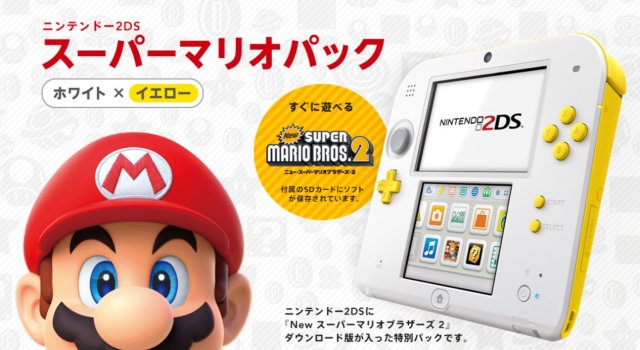 ニンテンドー2DS
スーパーマリオパック
ホワイト × イエロー
すぐに遊べる
New SUPER
MARIO BROS. 2
ニュー・スーパーマリオブラザーズ・2
付属のSDカードにソフト
が保存されています。
NINTENDO 2DS
START
SELECT
M
ニンテンドー2DSに
『New スーパーマリオブラザーズ 2』
ダウンロード版が入った特別パックです。